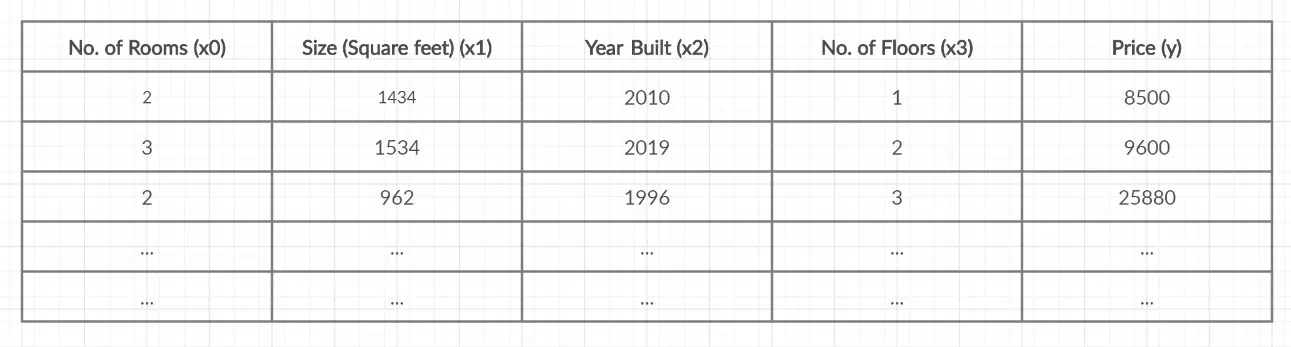 No. of Rooms (x0) Size (Square feet) (x1) Year Built (x2) No. of Floors (x3) Price (y)
2 1434 2010 1 8500
3 1534 2019 2 9600
2 962 1996 3 25880
... ... ... ... ...
... ... ... ... ...